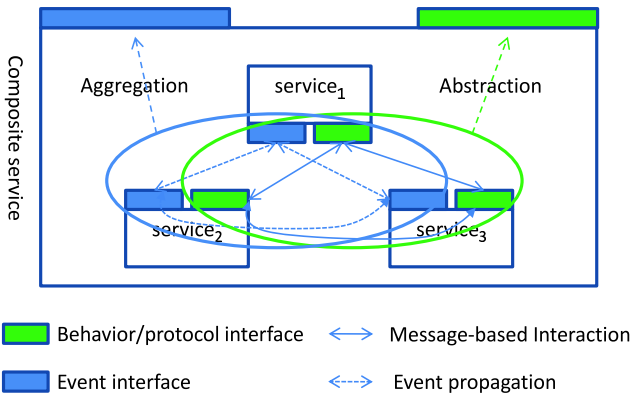 Composite service
Aggregation
service1
Abstraction
service2
service3
Behavior/protocol interface
Message-based Interaction
Event interface
Event propagation